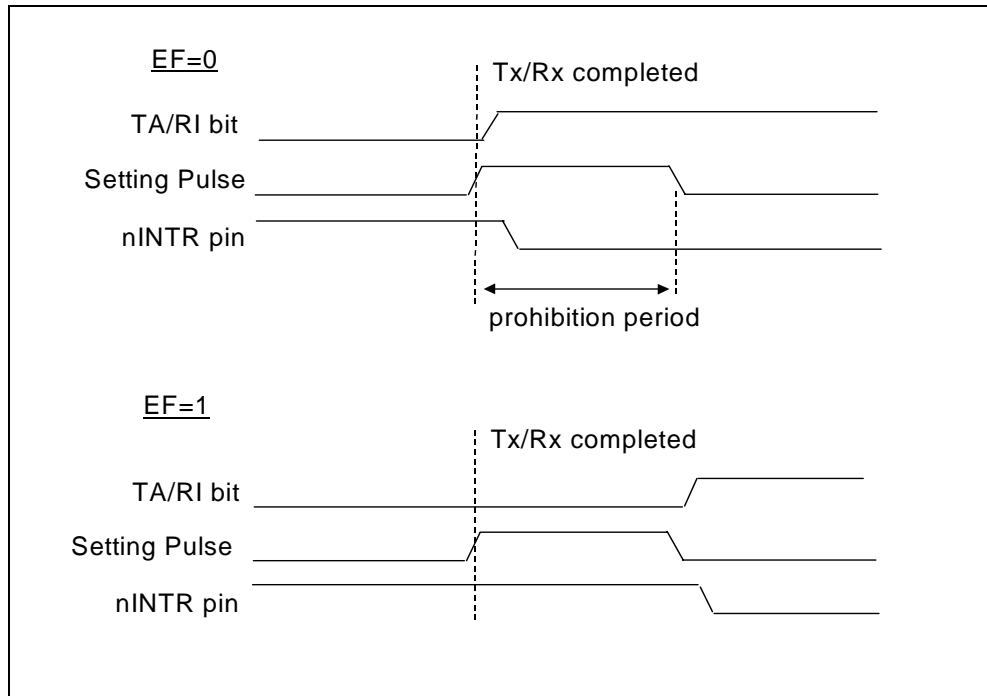 EF=0
Tx/Rx completed
TA/RI bit
Setting Pulse
nINTR pin
prohibition period
EF=1
Tx/Rx completed
TA/RI bit
Setting Pulse
nINTR pin